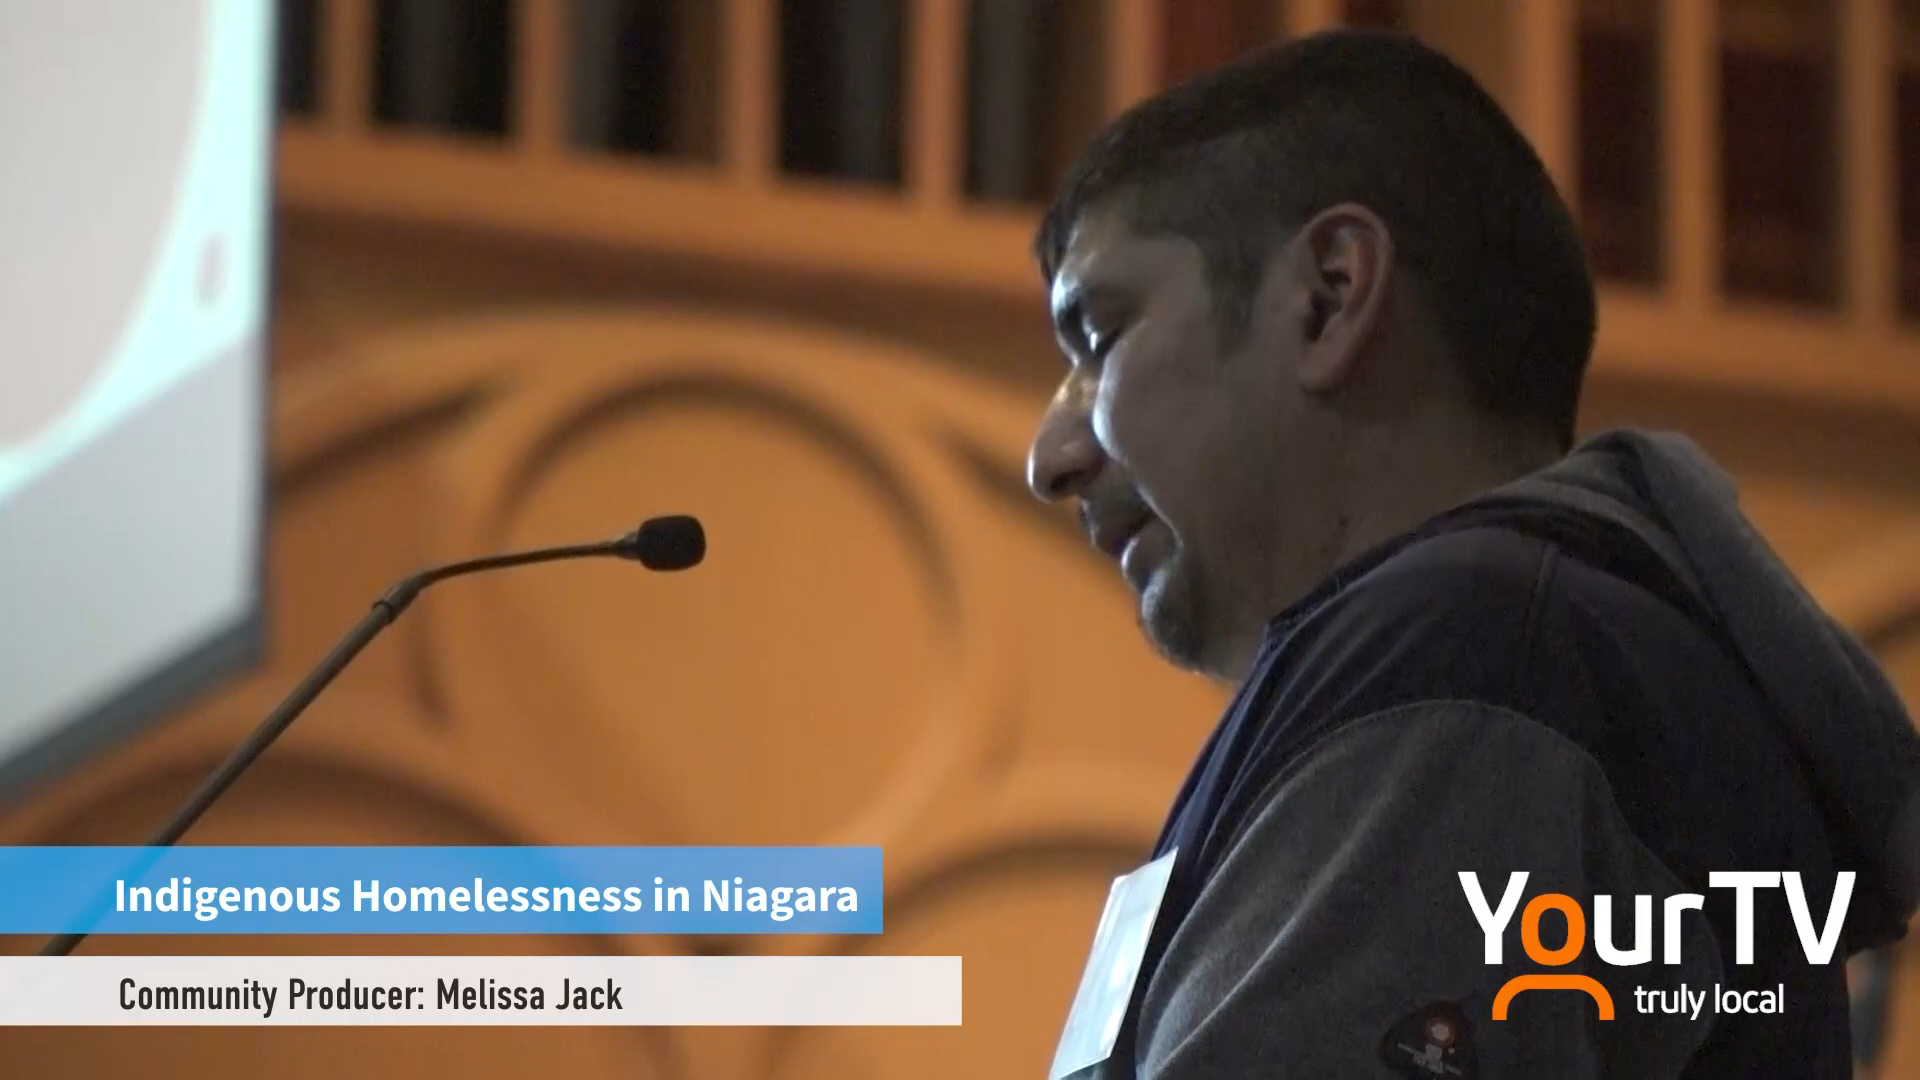 Indigenous Homelessness in Niagara
Community Producer: Melissa Jack
YourTV
truly local